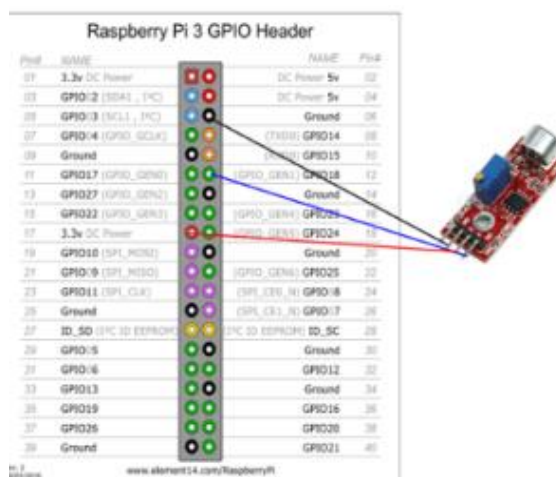 Raspberry Pi 3 GPIO Header
Pin# NAME NAME Pin#
01 3.3v DC Power DC Power 5v 02
03 GPIO02 (SDA1 , I²C) DC Power 5v 04
05 GPIO03 (SCL1 , I²C) Ground 06
07 GPIO04 (GPIO_GCLK) (TXD0) GPIO14
09 Ground GPIO15 10
11 GPIO17 (GPIO_GEN0) (GPIO_GEN1) GPIO18 12
13 GPIO27 (GPIO_GEN2) Ground 14
15 GPIO22 (GPIO_GEN3) (GPIO_GEN4) GPIO23 16
17 3.3v DC Power (GPIO_GEN5) GPIO24 18
19 GPIO10 (SPI_MOSI) Ground 20
21 GPIO09 (SPI_MISO) (GPIO_GEN6) GPIO25 22
23 GPIO11 (SPI_CLK) (SPI_CE0_N) GPIO08 24
25 Ground (SPI_CE1_N) GPIO07 26
27 ID_SD (I²C ID EEPROM) (I²C ID EEPROM) ID_SC 28
29 GPIO05 Ground 30
31 GPIO06 GPIO12 32
33 GPIO13 Ground 34
35 GPIO19 GPIO16 36
37 GPIO26 GPIO20 38
39 Ground GPIO21 40
www.element14.com/RaspberryPi